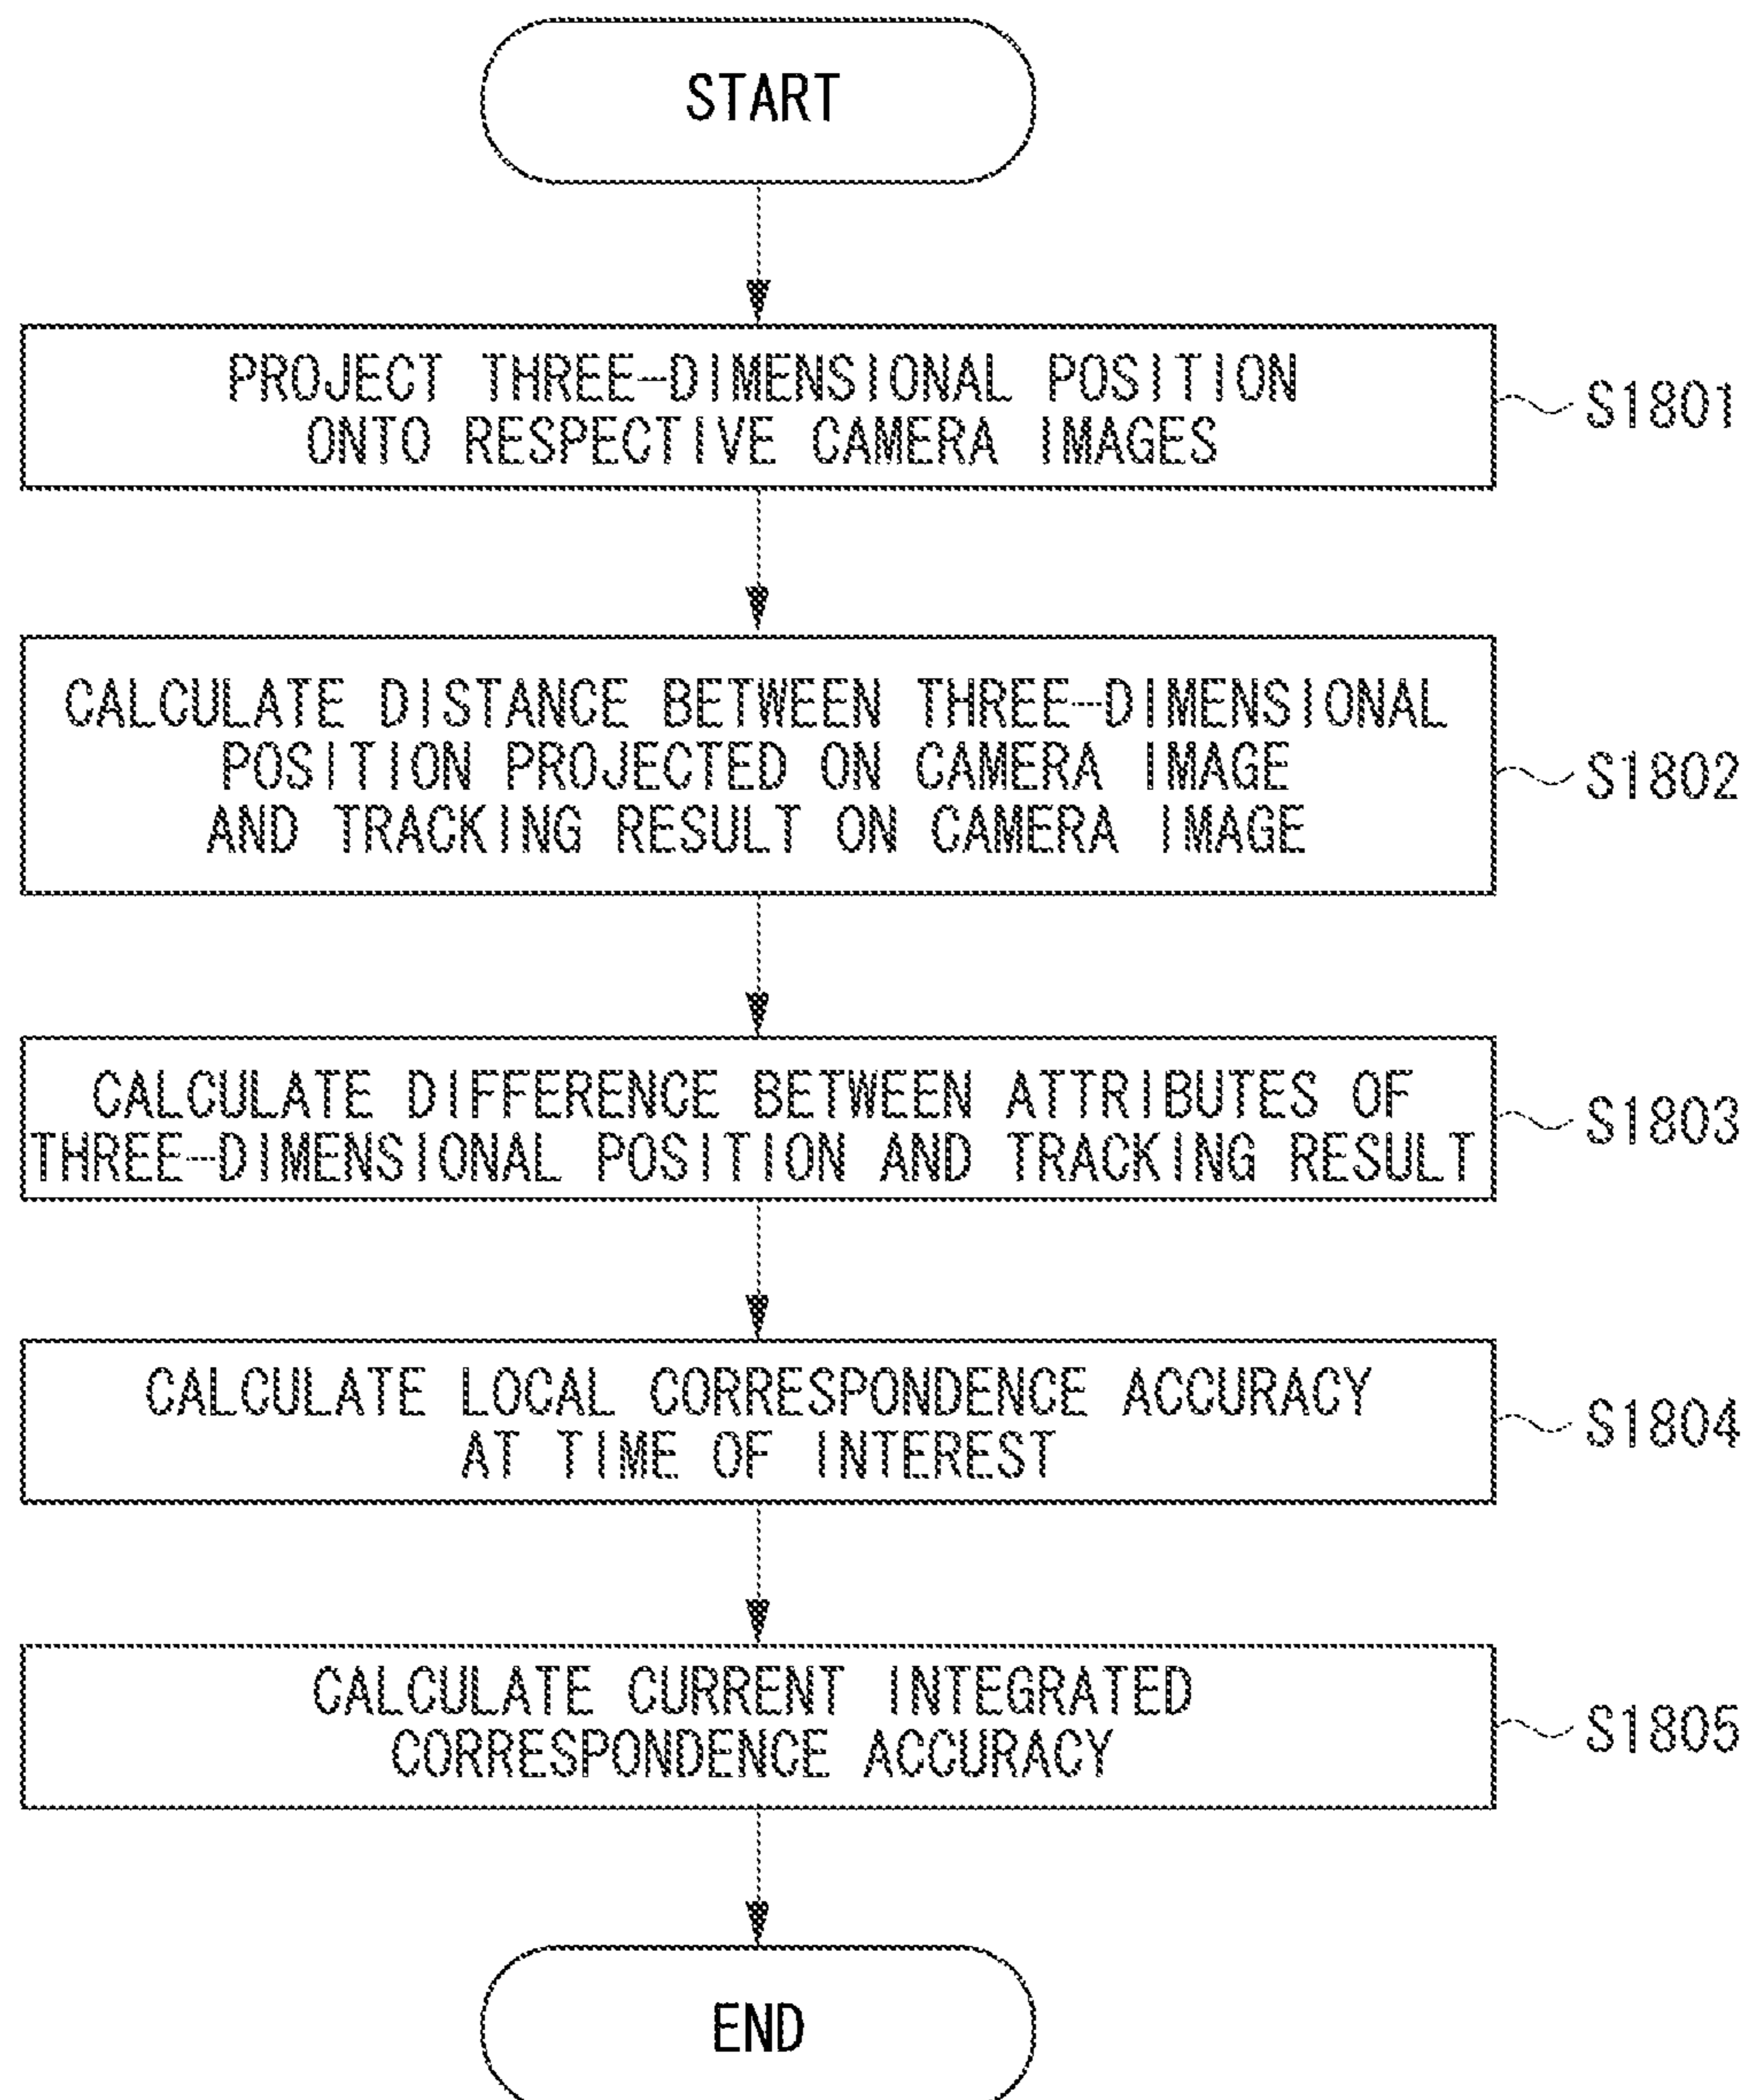 START
PROJECT THREE-DIMENSIONAL POSITION
ONTO RESPECTIVE CAMERA IMAGES
S1801
CALCULATE DISTANCE BETWEEN THREE-DIMENSIONAL
POSITION PROJECTED ON CAMERA IMAGE
AND TRACKING RESULT ON CAMERA IMAGE
S1802
CALCULATE DIFFERENCE BETWEEN ATTRIBUTES OF
THREE-DIMENSIONAL POSITION AND TRACKING RESULT
S1803
CALCULATE LOCAL CORRESPONDENCE ACCURACY
AT TIME OF INTEREST
S1804
CALCULATE CURRENT INTEGRATED
CORRESPONDENCE ACCURACY
S1805
END